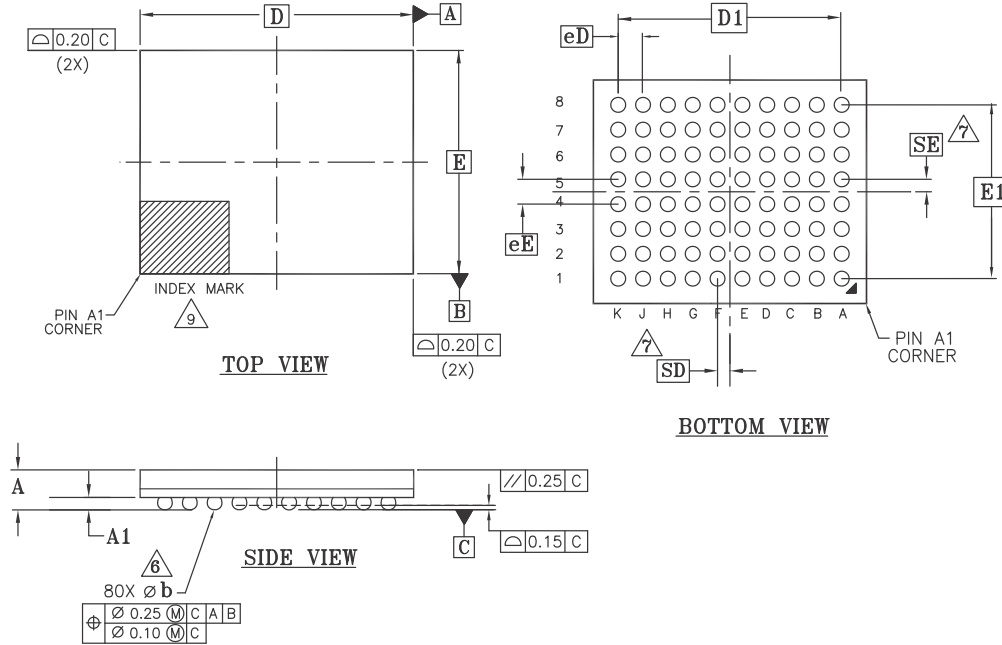 D
A
⌓ 0.20 C
(2X)
E
INDEX MARK
9
PIN A1
CORNER
B
⌓ 0.20 C
(2X)
TOP VIEW
D1
eD
8
7
6
5
4
3
2
1
7
SE
E1
eE
K J H G F E D C B A
7
SD
PIN A1
CORNER
BOTTOM VIEW
A
A1
// 0.25 C
C
⌓ 0.15 C
SIDE VIEW
6
80X Ø b
⌖ Ø 0.25 Ⓜ C A B
Ø 0.10 Ⓜ C